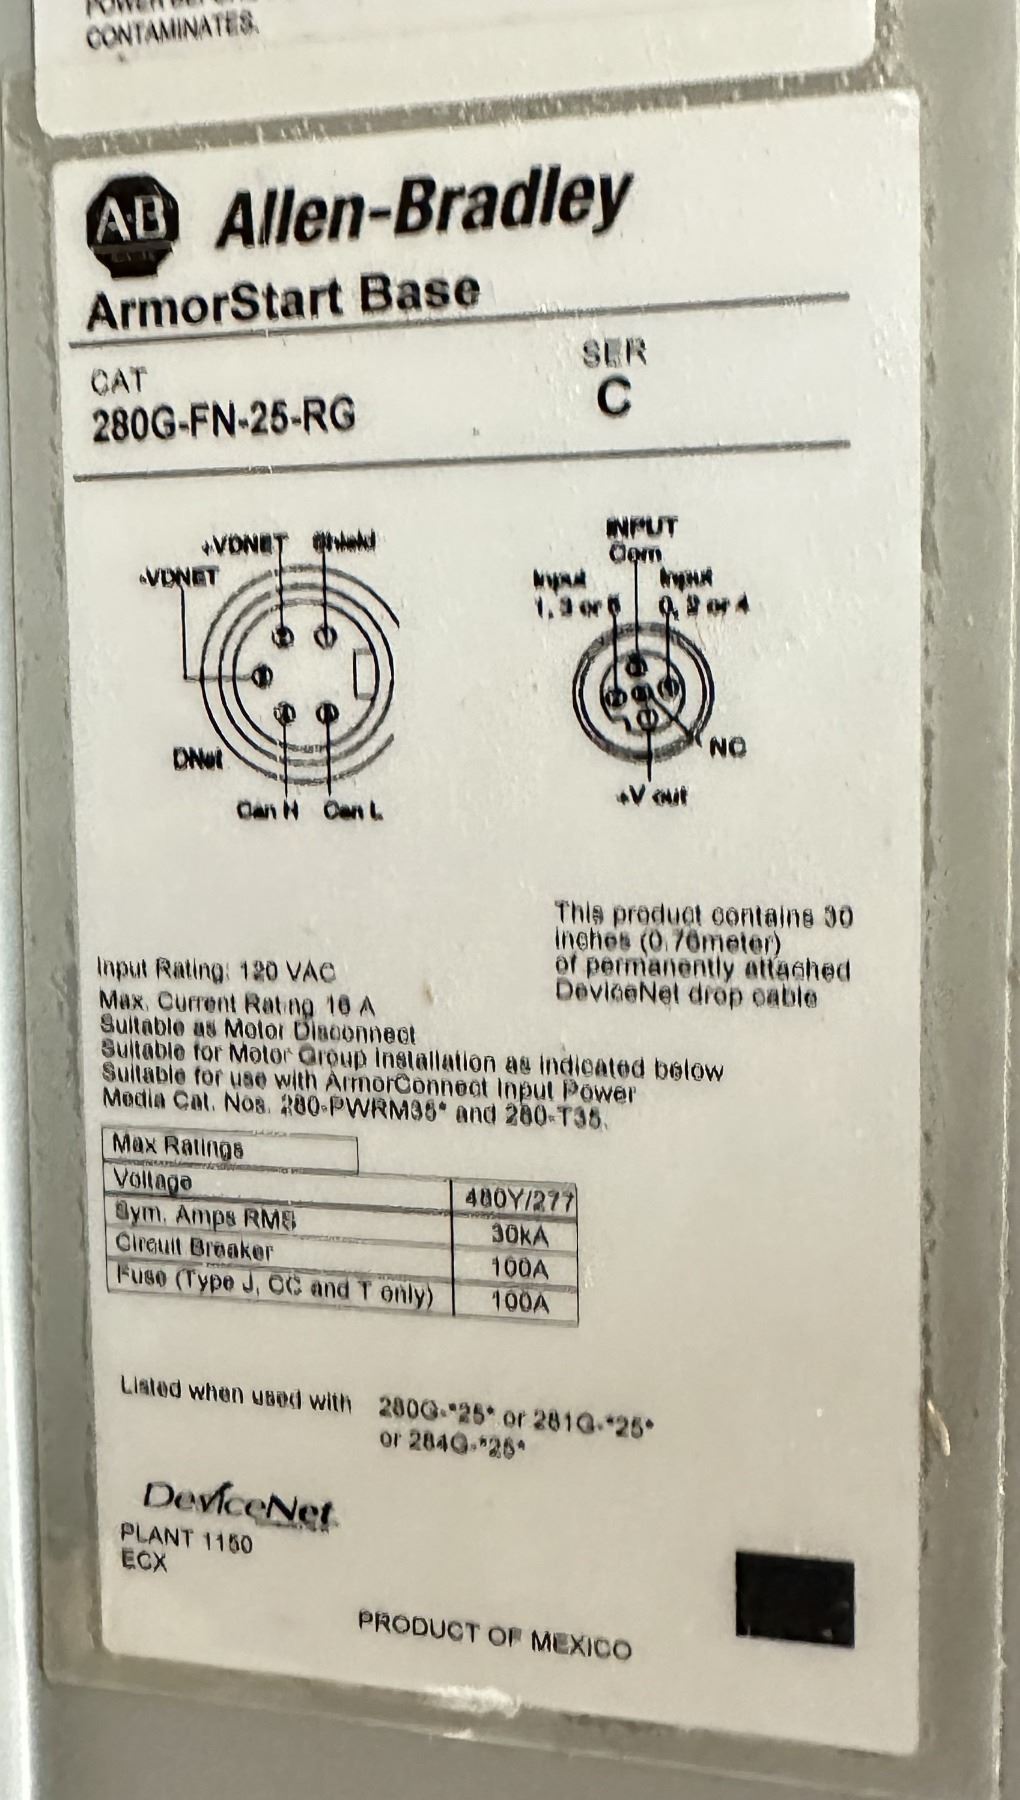 CONTAMINATES.
A-B Allen-Bradley
ArmorStart Base
CAT
SER
280G-FN-25-RG
C
+VDNET Shield
-VDNET
DNet
Can H Can L
INPUT
Com
Input Input
1, 3 or 5 0, 2 or 4
NC
+V out
This product contains 30
inches (0.76meter)
of permanently attached
DeviceNet drop cable
Input Rating: 120 VAC
Max. Current Rating 16 A
Suitable as Motor Disconnect
Suitable for Motor Group Installation as indicated below
Suitable for use with ArmorConnect Input Power
Media Cat. Nos. 280-PWRM35* and 280-T35.
Max Ratings
Voltage 480Y/277
Sym. Amps RMS 30kA
Circuit Breaker 100A
Fuse (Type J, CC and T only) 100A
Listed when used with 280G-*25* or 281G-*25*
or 284G-*25*
DeviceNet
PLANT 1150
ECX
PRODUCT OF MEXICO